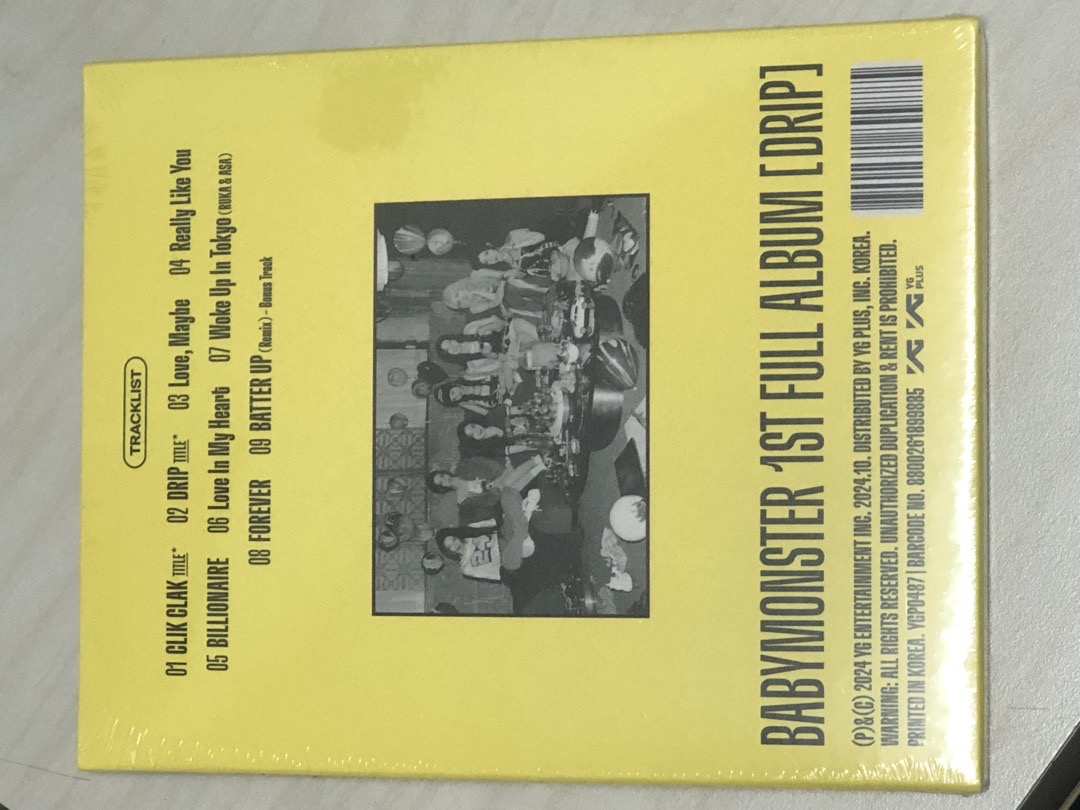 TRACKLIST
01 CLIK CLAK TITLE* 02 DRIP TITLE* 03 Love, Maybe 04 Really Like You
05 BILLIONAIRE 06 Love In My Heart 07 Woke Up In Tokyo (RUKA & ASA)
08 FOREVER 09 BATTER UP (Remix) - Bonus Track
BABYMONSTER 1ST FULL ALBUM [DRIP]
(P)&(C) 2024 YG ENTERTAINMENT INC. 2024.10. DISTRIBUTED BY YG PLUS, INC. KOREA.
WARNING: ALL RIGHTS RESERVED. UNAUTHORIZED DUPLICATION & RENT IS PROHIBITED.
PRINTED IN KOREA. YGP0497 | BARCODE NO. 8800261899885 YG YG PLUS